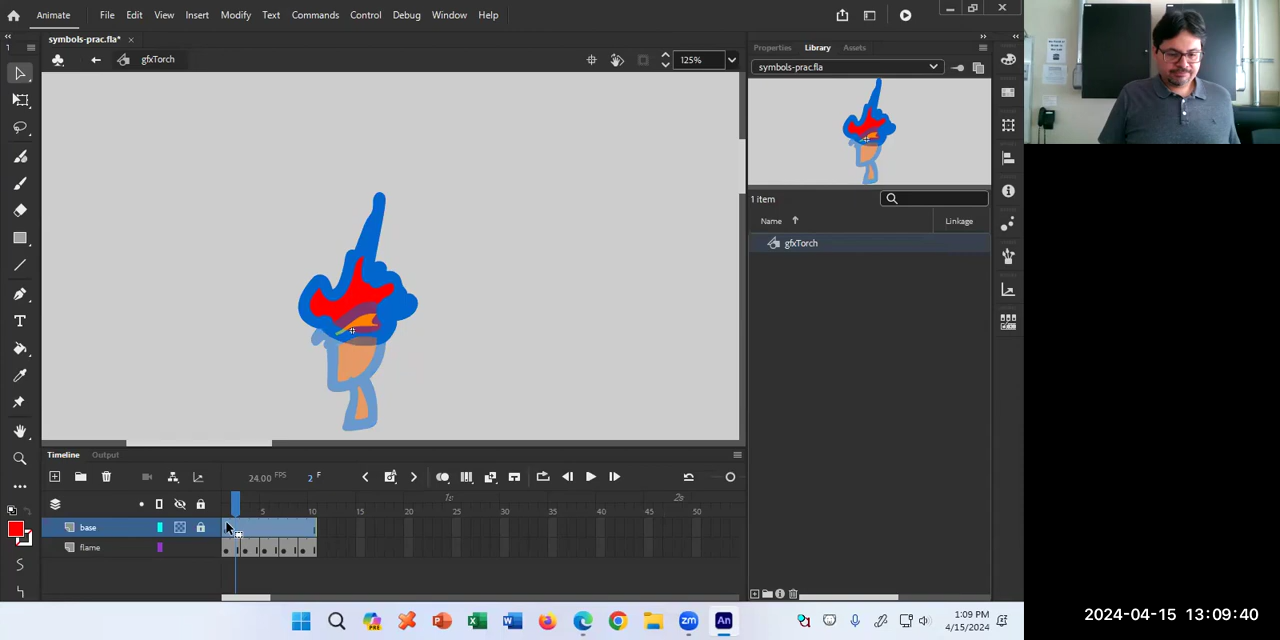 Animate File Edit View Insert Modify Text Commands Control Debug Window Help
symbols-prac.fla* ×
gfxTorch 125%
Properties Library Assets
symbols-prac.fla
1 item
Name Linkage
gfxTorch
Timeline Output
24.00 FPS 2 F
5 10 15 20 25 30 35 40 45 50
1s 2s
base
flame
1:09 PM
4/15/2024
2024-04-15 13:09:40